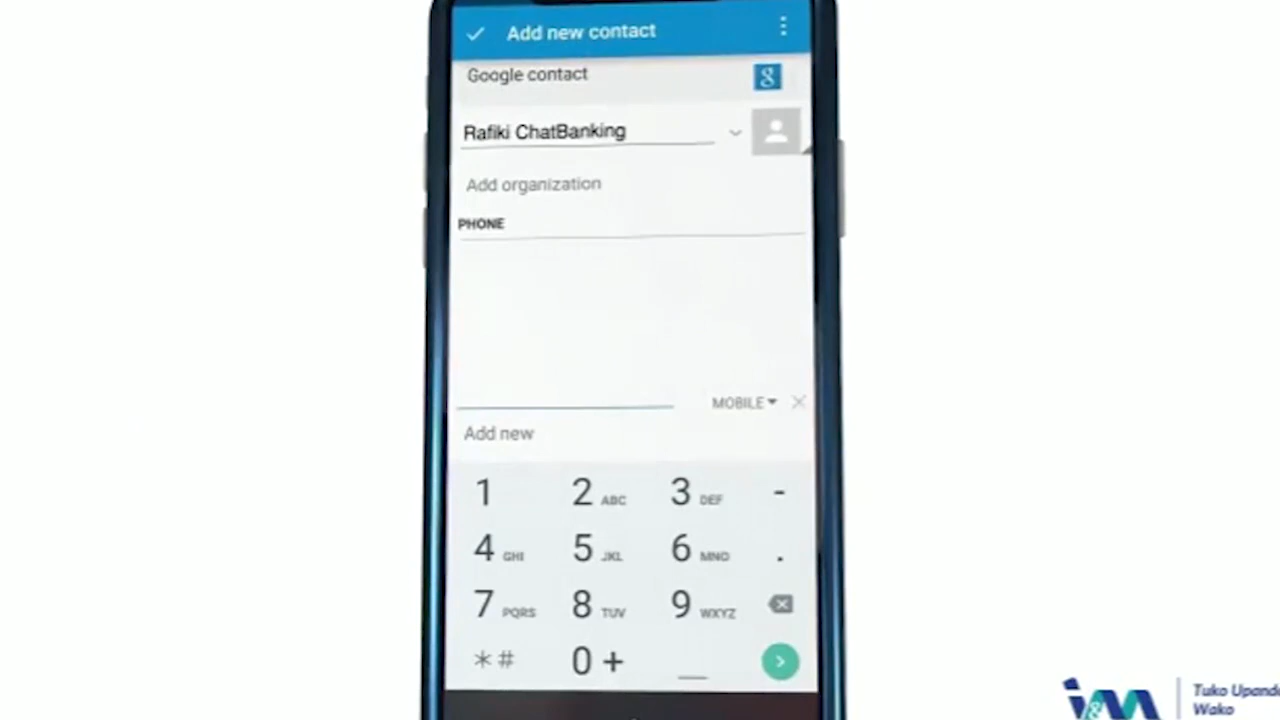 Add new contact
Google contact
8
Rafiki ChatBanking
Add organization
PHONE
MOBILE
Add new
1 2 ABC 3 DEF -
4 GHI 5 JKL 6 MNO .
7 PQRS 8 TUV 9 WXYZ
*# 0 +
I&M
Tuko Upande
Wako